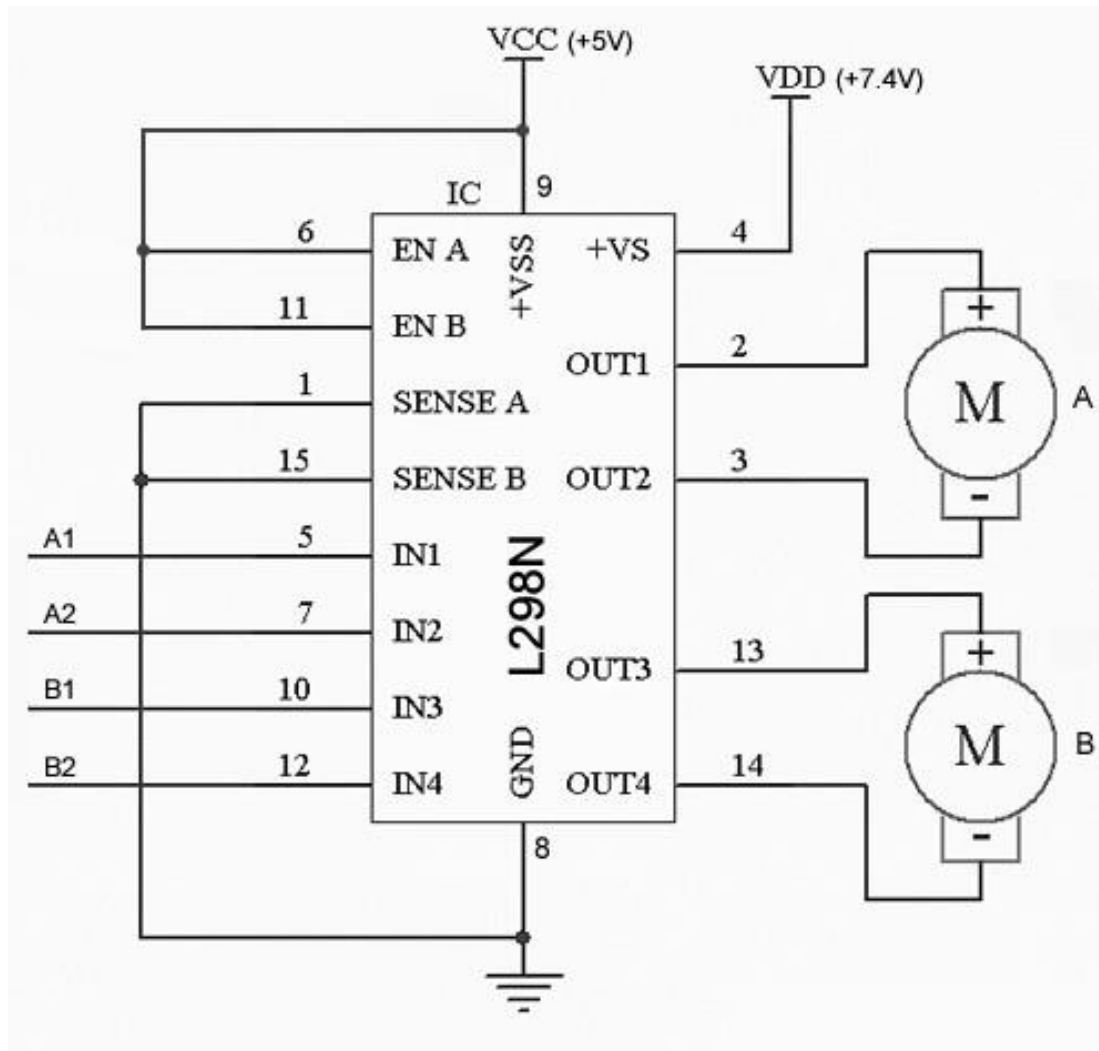 VCC (+5V)
VDD (+7.4V)
IC 9
6 EN A +VSS +VS 4
11 EN B
OUT1 2
+
M A
-
1 SENSE A
15 SENSE B OUT2 3
A1 5 IN1
L298N
A2 7 IN2
OUT3 13
+
M B
-
B1 10 IN3
B2 12 IN4 GND OUT4 14
8